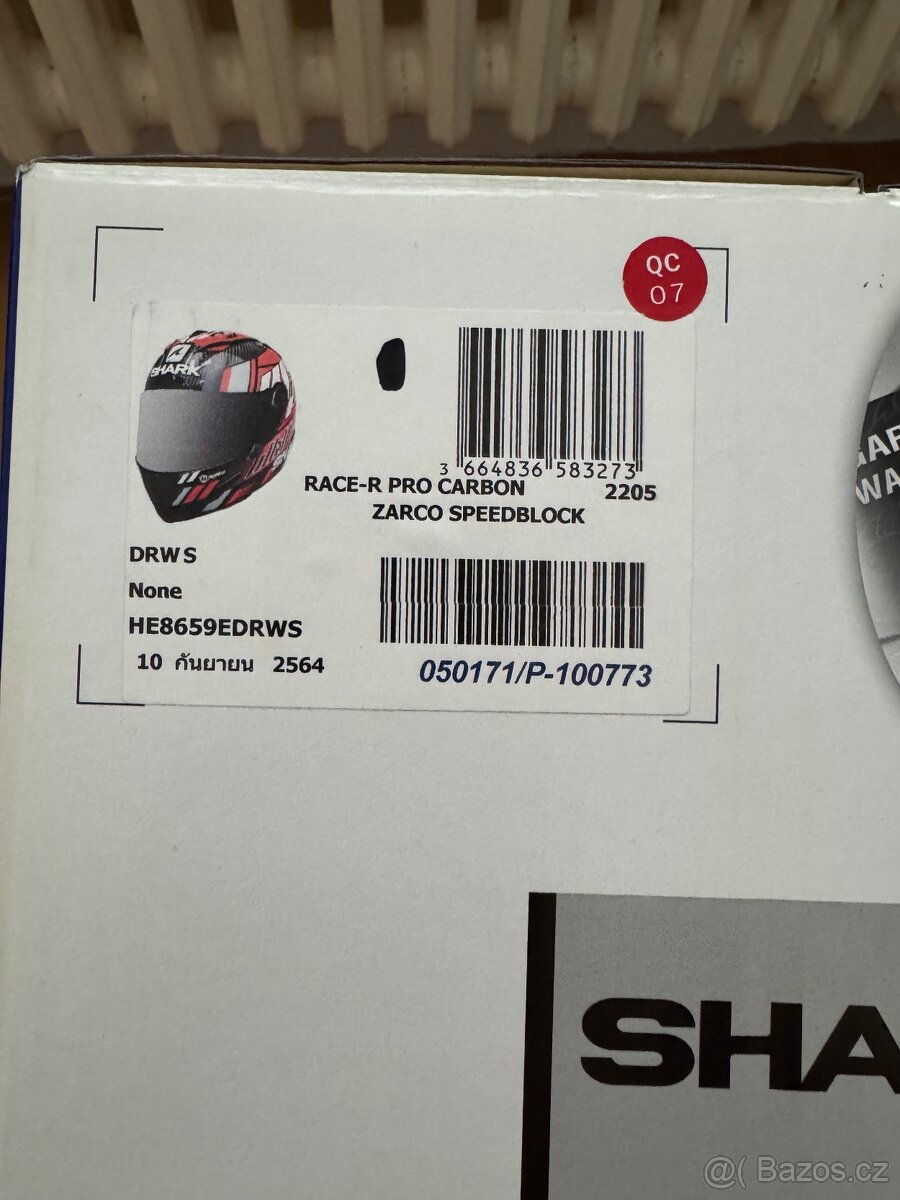 QC
07
SHARK
3 664836 583273
RACE-R PRO CARBON 2205
ZARCO SPEEDBLOCK
DRW S
None
HE8659EDRWS
10 กันยายน 2564
050171/P-100773
SHA
@( Bazos.cz